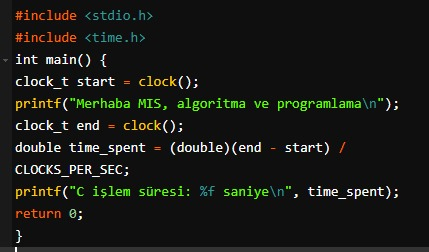 #include <stdio.h>
#include <time.h>
int main() {
clock_t start = clock();
printf("Merhaba MIS, algoritma ve programlama\n");
clock_t end = clock();
double time_spent = (double)(end - start) /
CLOCKS_PER_SEC;
printf("C işlem süresi: %f saniye\n", time_spent);
return 0;
}